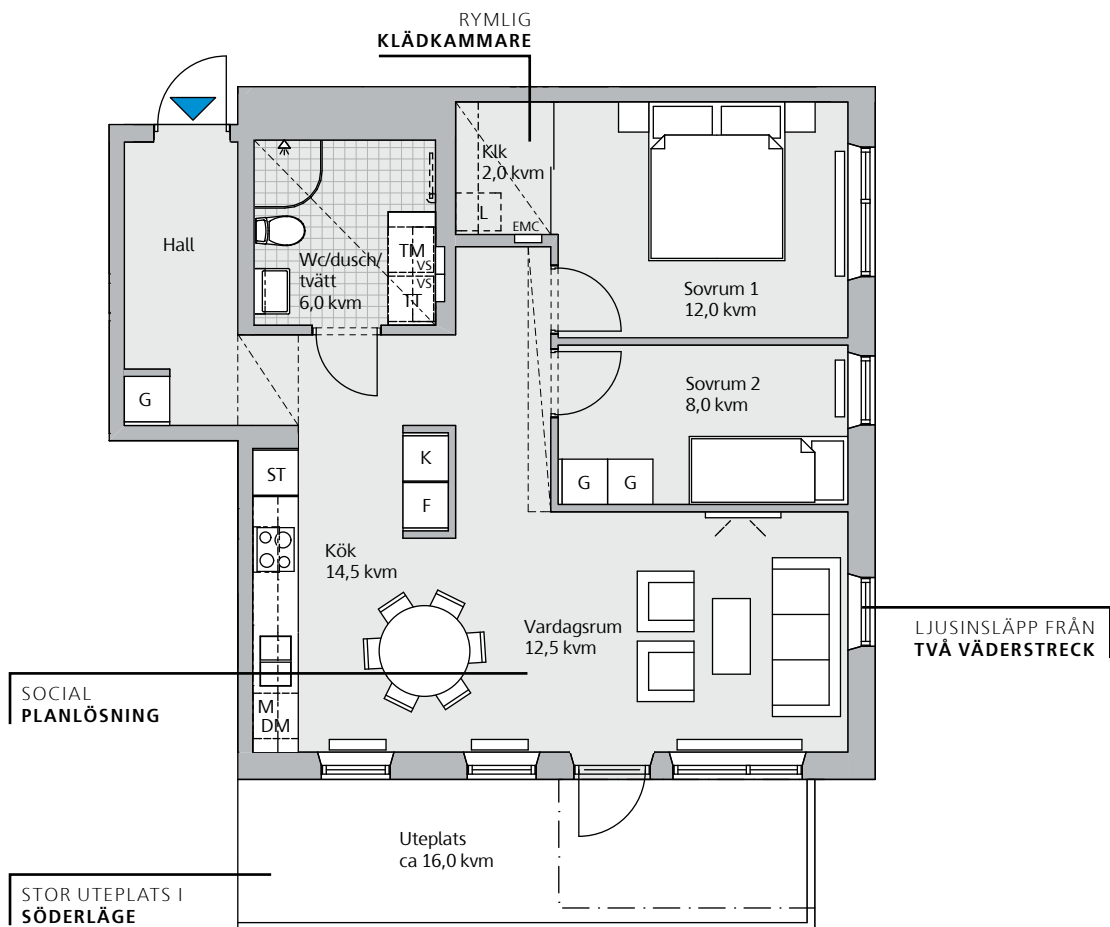 RYMLIG
KLÄDKAMMARE
Klk
2,0 kvm
L
EMC
Hall
Wc/dusch/
tvätt
6,0 kvm
TM
VS
VS
TT
Sovrum 1
12,0 kvm
Sovrum 2
8,0 kvm
G
G
G
K
F
ST
Kök
14,5 kvm
Vardagsrum
12,5 kvm
LJUSINSLÄPP FRÅN
TVÅ VÄDERSTRECK
SOCIAL
PLANLÖSNING
M
DM
Uteplats
ca 16,0 kvm
STOR UTEPLATS I
SÖDERLÄGE